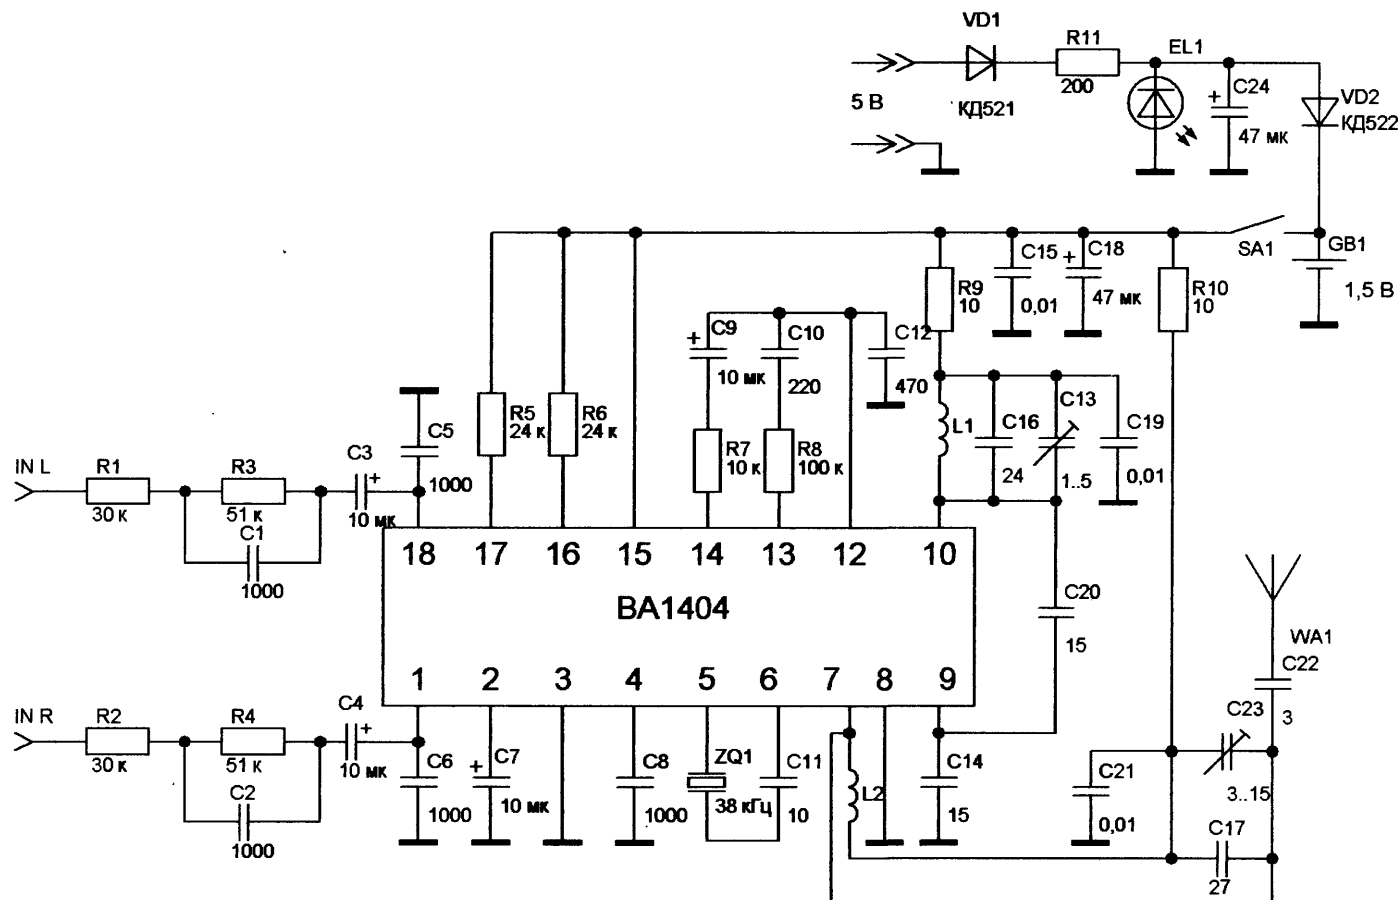 VD1
R11
EL1
C24
VD2
КД522
200
5 В
КД521
+
47 мк
SA1
GB1
1,5 В
C15
+
C18
R9
10
0,01
47 мк
R10
10
C9
+
10 мк
C10
220
C12
470
C13
L1
C16
24
1..5
C19
0,01
R5
24 к
R6
24 к
C5
1000
R7
10 к
R8
100 к
IN L
R1
30 к
R3
51 к
C1
1000
C3
+
10 мк
18
17
16
15
14
13
12
10
BA1404
1
2
3
4
5
6
7
8
9
C20
15
WA1
C22
3
C23
3..15
IN R
R2
30 к
R4
51 к
C2
1000
C4
+
10 мк
C6
1000
+
C7
10 мк
C8
1000
ZQ1
38 кГц
C11
10
L2
C14
15
C21
0,01
C17
27